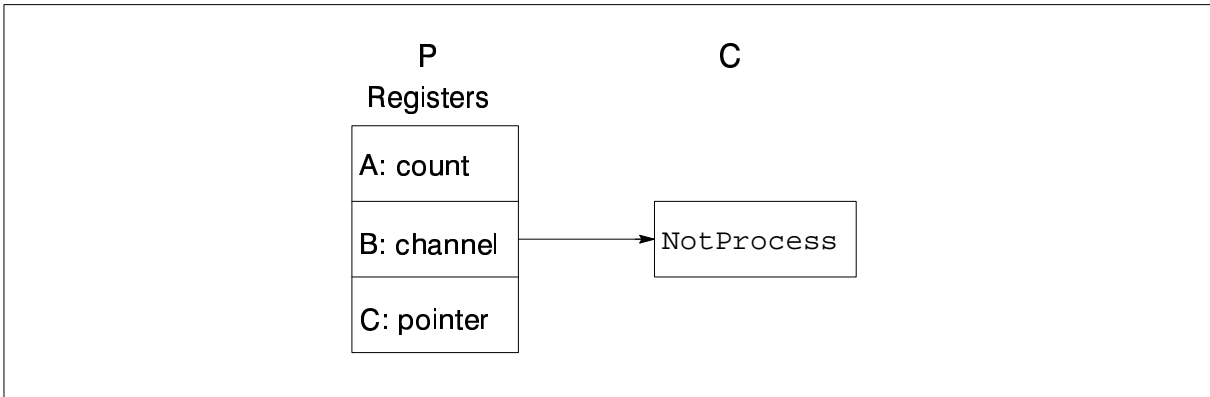 P
C
Registers
A: count
B: channel
NotProcess
C: pointer